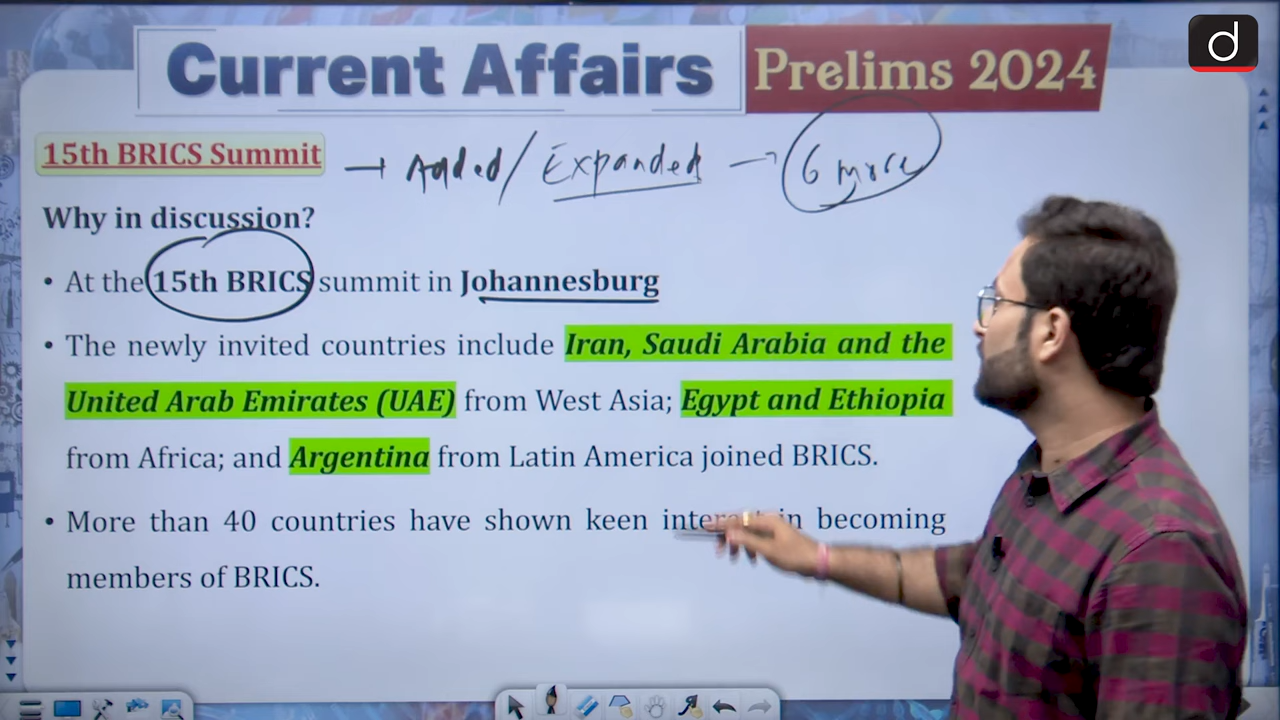 d
Current Affairs Prelims 2024
15th BRICS Summit → Added / Expanded → 6 more
Why in discussion?
• At the 15th BRICS summit in Johannesburg
• The newly invited countries include Iran, Saudi Arabia and the
United Arab Emirates (UAE) from West Asia; Egypt and Ethiopia
from Africa; and Argentina from Latin America joined BRICS.
• More than 40 countries have shown keen interest in becoming
members of BRICS.